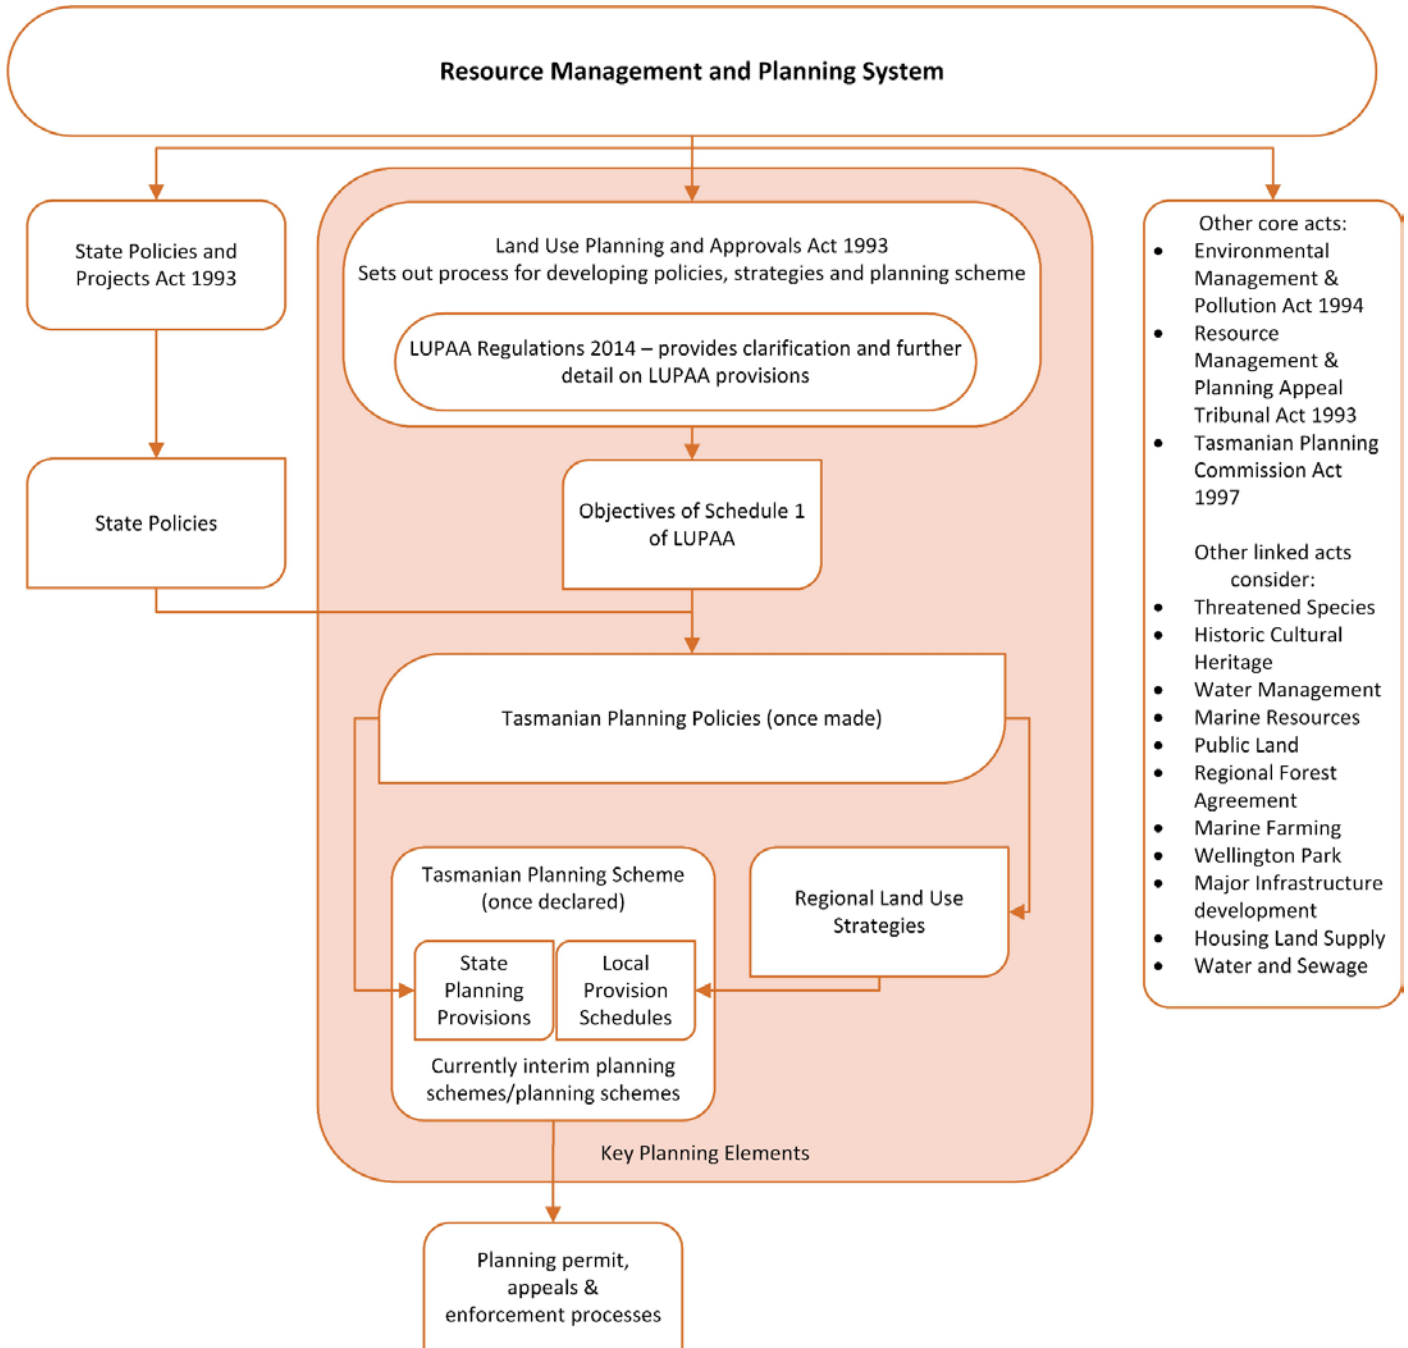 Resource Management and Planning System
State Policies and
Projects Act 1993
State Policies
Land Use Planning and Approvals Act 1993
Sets out process for developing policies, strategies and planning scheme
LUPAA Regulations 2014 – provides clarification and further
detail on LUPAA provisions
Objectives of Schedule 1
of LUPAA
Tasmanian Planning Policies (once made)
Tasmanian Planning Scheme
(once declared)
State
Planning
Provisions
Local
Provision
Schedules
Currently interim planning
schemes/planning schemes
Regional Land Use
Strategies
Key Planning Elements
Planning permit,
appeals &
enforcement processes
Other core acts:
• Environmental
Management &
Pollution Act 1994
• Resource
Management &
Planning Appeal
Tribunal Act 1993
• Tasmanian Planning
Commission Act
1997
Other linked acts
consider:
• Threatened Species
• Historic Cultural
Heritage
• Water Management
• Marine Resources
• Public Land
• Regional Forest
Agreement
• Marine Farming
• Wellington Park
• Major Infrastructure
development
• Housing Land Supply
• Water and Sewage